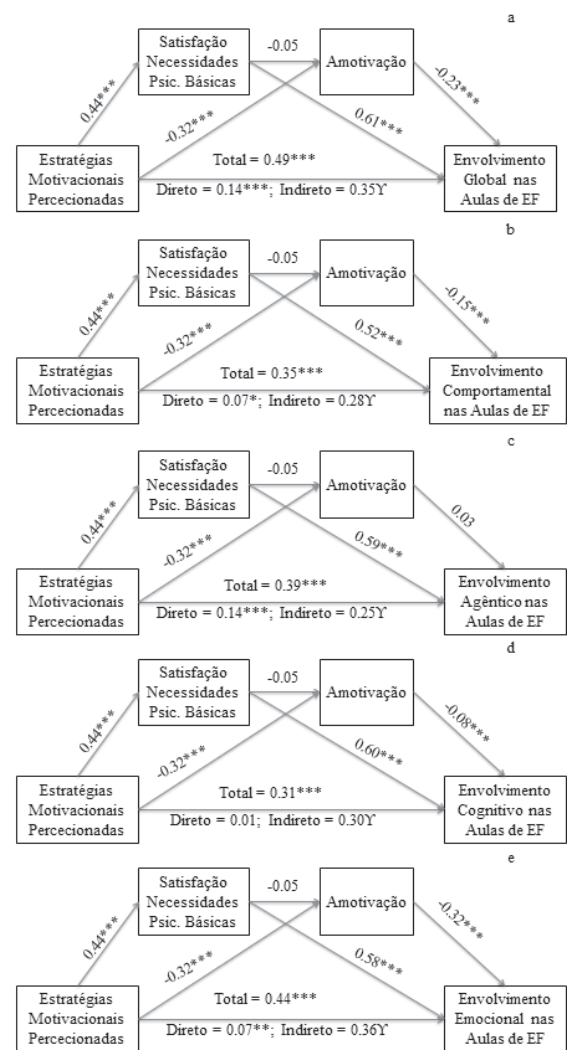 a
Satisfação
Necessidades
Psic. Básicas
-0.05
Amotivação
0.44***
-0.32***
0.61***
-0.23***
Estratégias
Motivacionais
Percecionadas
Total = 0.49***
Direto = 0.14***; Indireto = 0.35ϒ
Envolvimento
Global nas
Aulas de EF
b
Satisfação
Necessidades
Psic. Básicas
-0.05
Amotivação
0.44***
-0.32***
0.52***
-0.15***
Estratégias
Motivacionais
Percecionadas
Total = 0.35***
Direto = 0.07*; Indireto = 0.28ϒ
Envolvimento
Comportamental
nas Aulas de EF
c
Satisfação
Necessidades
Psic. Básicas
-0.05
Amotivação
0.44***
-0.32***
0.59***
0.03
Estratégias
Motivacionais
Percecionadas
Total = 0.39***
Direto = 0.14***; Indireto = 0.25ϒ
Envolvimento
Agêntico nas
Aulas de EF
d
Satisfação
Necessidades
Psic. Básicas
-0.05
Amotivação
0.44***
-0.32***
0.60***
-0.08***
Estratégias
Motivacionais
Percecionadas
Total = 0.31***
Direto = 0.01; Indireto = 0.30ϒ
Envolvimento
Cognitivo nas
Aulas de EF
e
Satisfação
Necessidades
Psic. Básicas
-0.05
Amotivação
0.44***
-0.32***
0.58***
-0.32***
Estratégias
Motivacionais
Percecionadas
Total = 0.44***
Direto = 0.07**; Indireto = 0.36ϒ
Envolvimento
Emocional nas
Aulas de EF